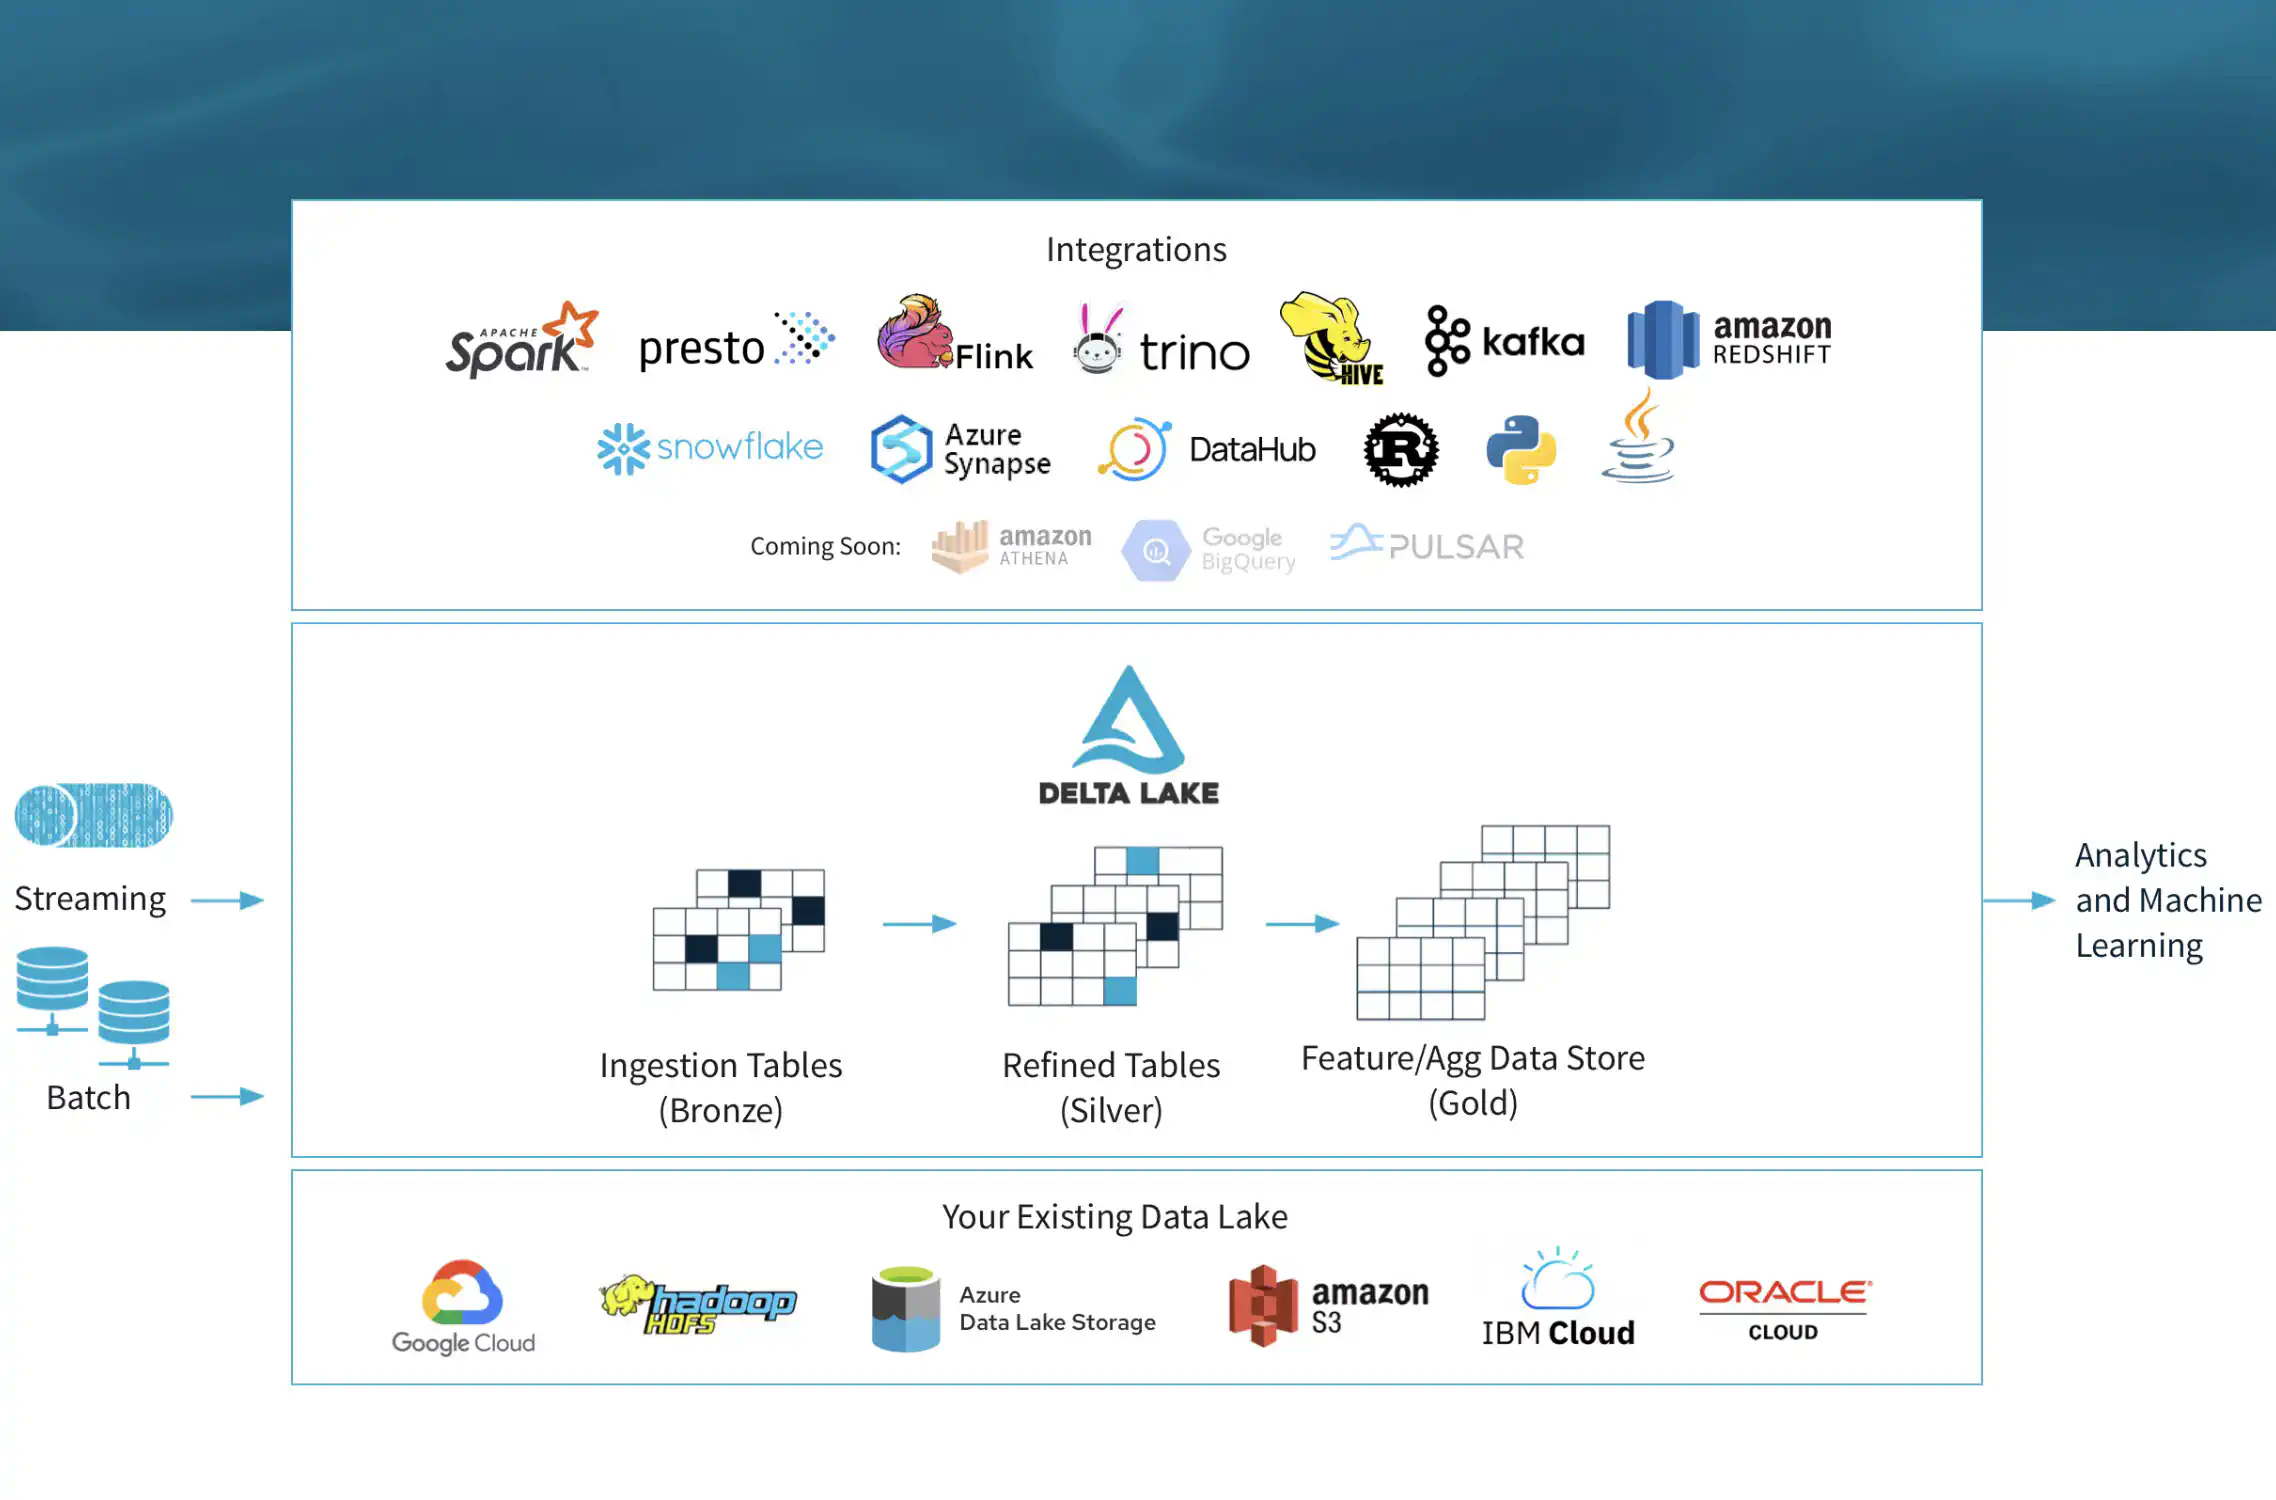 Integrations
APACHE
Spark™
presto
Flink
trino
HIVE
kafka
amazon
REDSHIFT
snowflake
Azure
Synapse
DataHub
R
Coming Soon:
amazon
ATHENA
Google
BigQuery
PULSAR
DELTA LAKE
Streaming
Batch
Ingestion Tables
(Bronze)
Refined Tables
(Silver)
Feature/Agg Data Store
(Gold)
Analytics
and Machine
Learning
Your Existing Data Lake
Google Cloud
hadoop
HDFS
Azure
Data Lake Storage
amazon
S3
IBM Cloud
ORACLE®
CLOUD